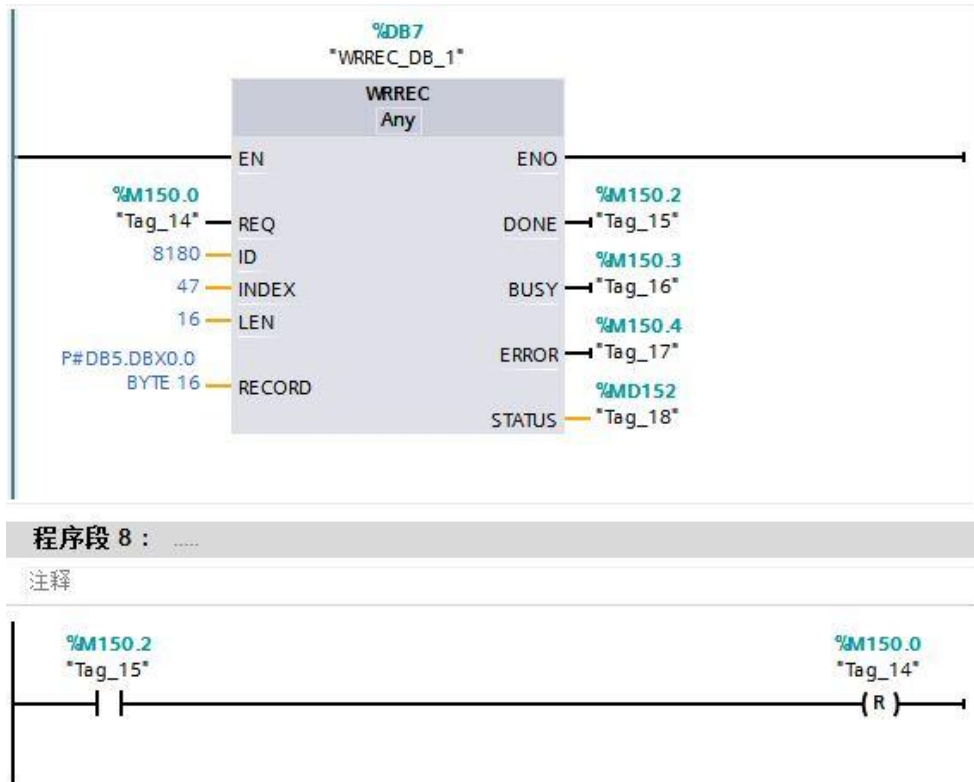 %DB7
"WRREC_DB_1"
WRREC
Any
EN ENO
%M150.0
"Tag_14" REQ
8180 ID
47 INDEX
16 LEN
P#DB5.DBX0.0
BYTE 16 RECORD
%M150.2
DONE "Tag_15"
%M150.3
BUSY "Tag_16"
%M150.4
ERROR "Tag_17"
%MD152
STATUS "Tag_18"
程序段 8： .....
注释
%M150.2 %M150.0
"Tag_15" "Tag_14"
( R )